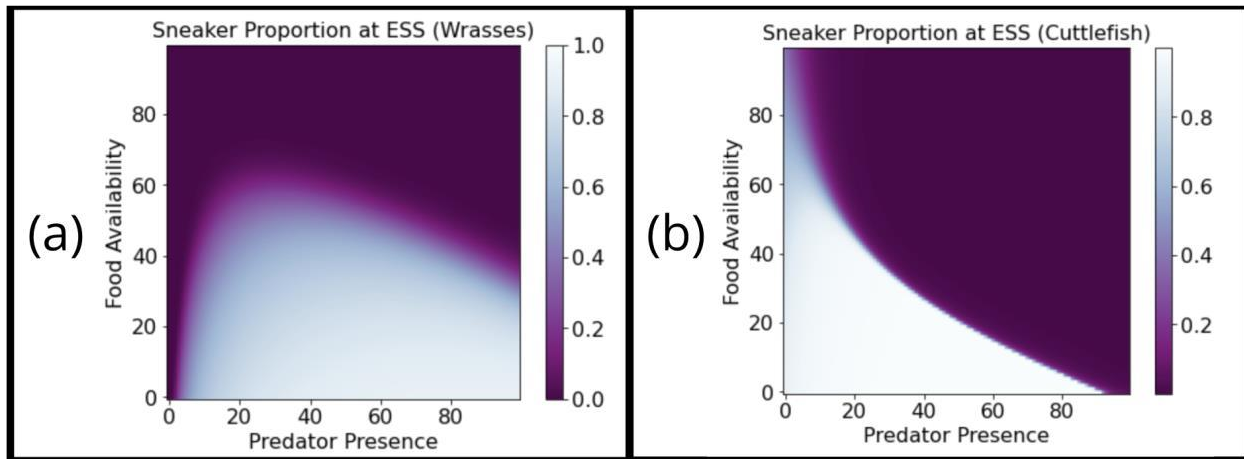 (a)
Sneaker Proportion at ESS (Wrasses)
Food Availability
80
60
40
20
0
0 20 40 60 80
Predator Presence
1.0
0.8
0.6
0.4
0.2
0.0
(b)
Sneaker Proportion at ESS (Cuttlefish)
Food Availability
80
60
40
20
0
0 20 40 60 80
Predator Presence
0.8
0.6
0.4
0.2